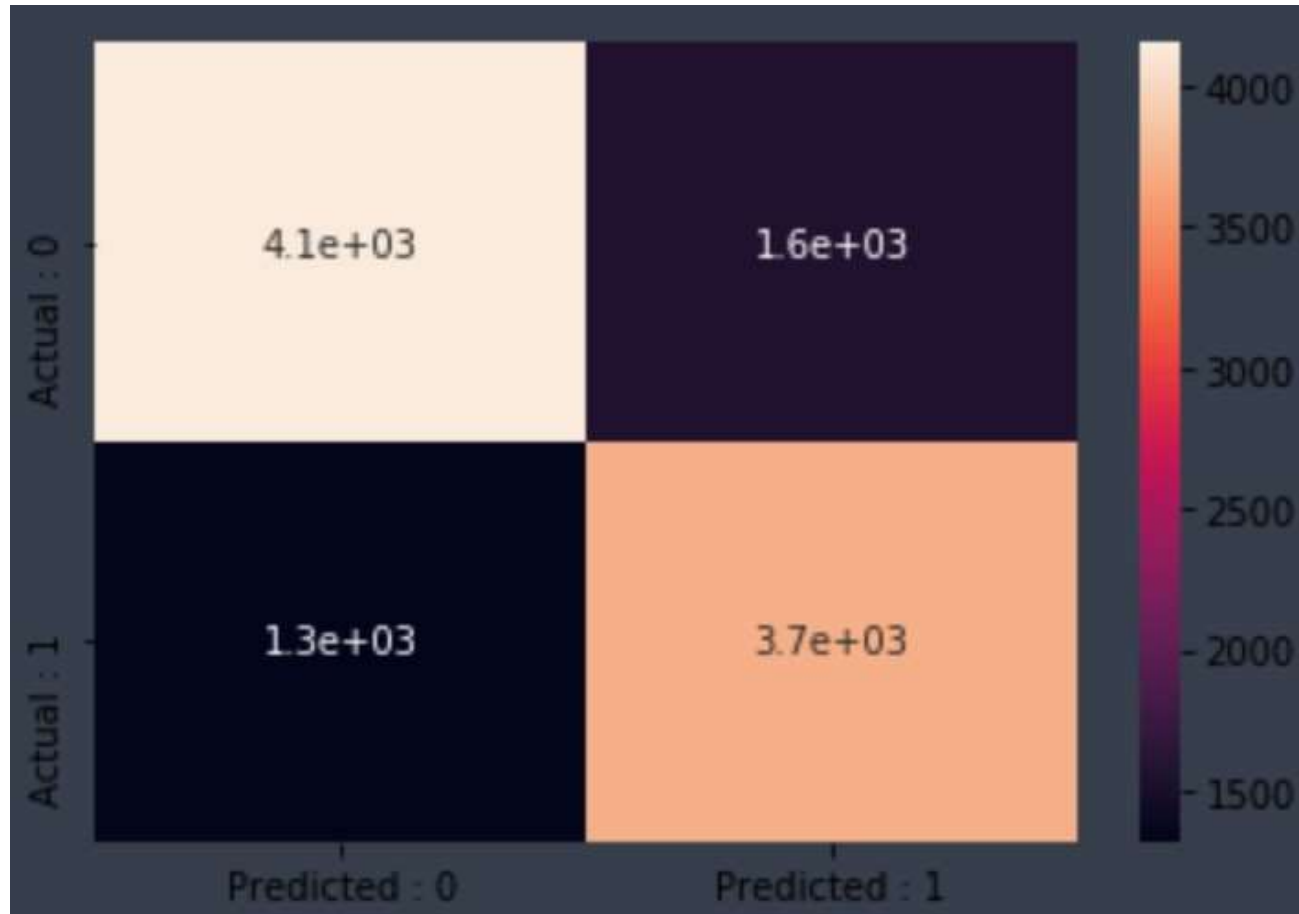 Actual : 0
4.1e+03
1.6e+03
Actual : 1
1.3e+03
3.7e+03
Predicted : 0
Predicted : 1
4000
3500
3000
2500
2000
1500